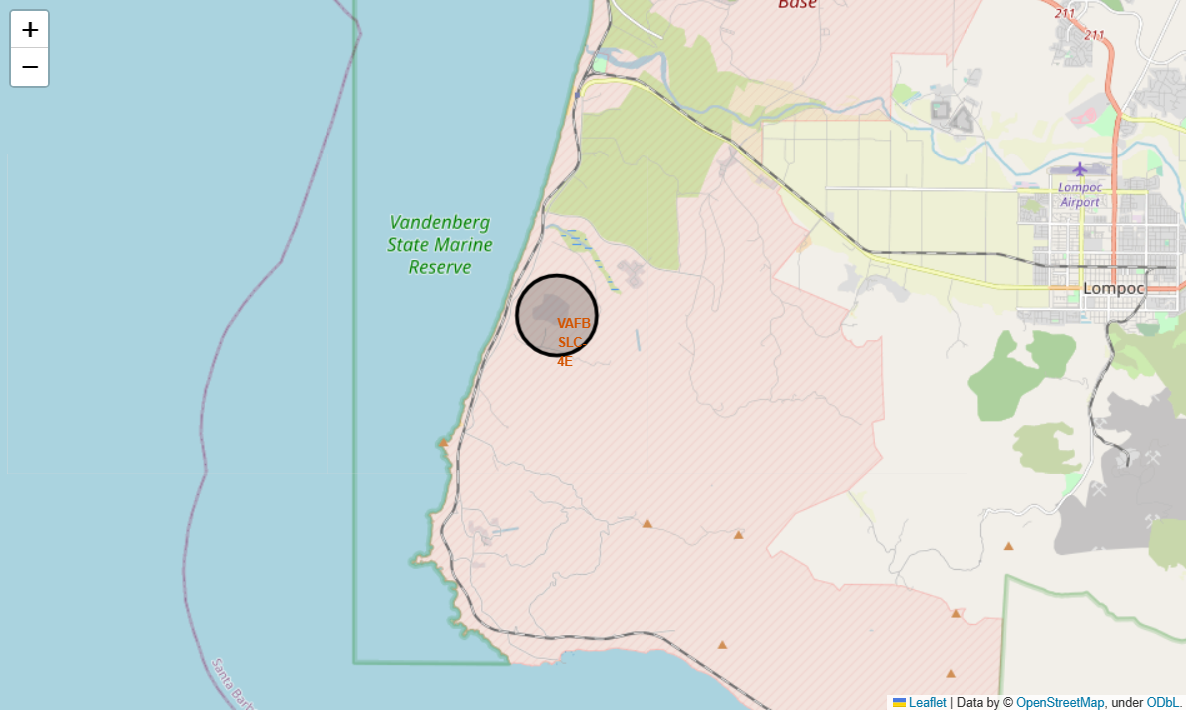 +
−
Base
211
211
Lompoc
Airport
Vandenberg
State Marine
Reserve
Lompoc
VAFB
SLC-
4E
Santa Barb
Leaflet | Data by © OpenStreetMap, under ODbL.